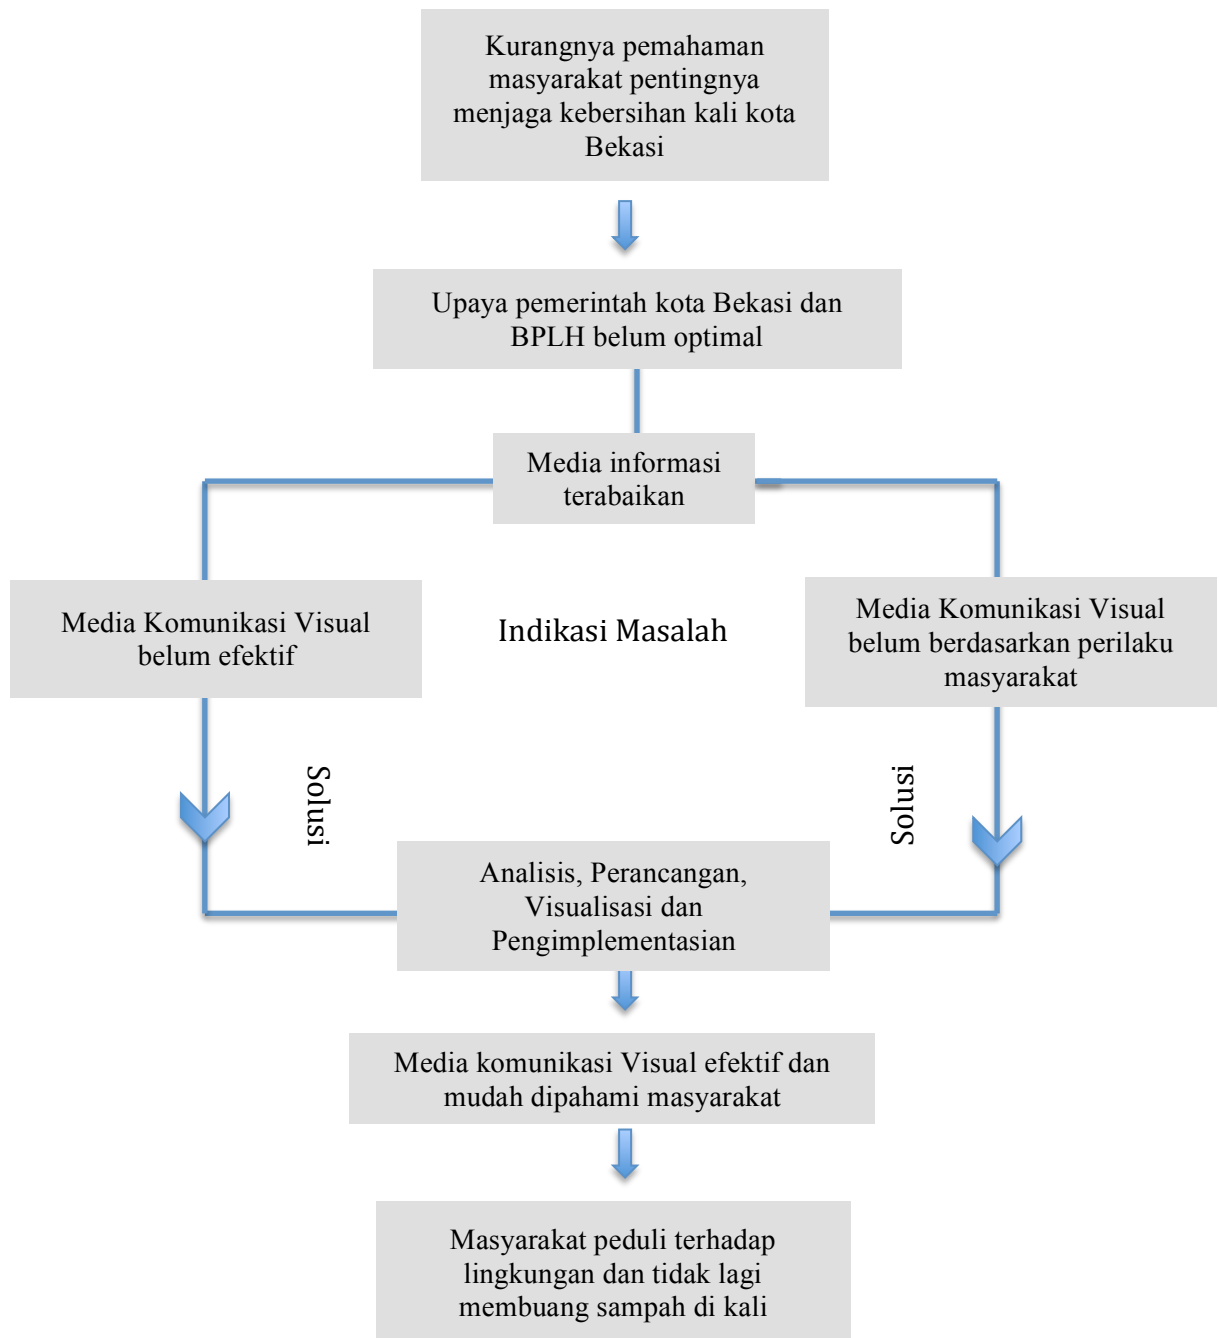 Kurangnya pemahaman
masyarakat pentingnya
menjaga kebersihan kali kota
Bekasi
Upaya pemerintah kota Bekasi dan
BPLH belum optimal
Media informasi
terabaikan
Media Komunikasi Visual
belum efektif
Indikasi Masalah
Media Komunikasi Visual
belum berdasarkan perilaku
masyarakat
Solusi
Solusi
Analisis, Perancangan,
Visualisasi dan
Pengimplementasian
Media komunikasi Visual efektif dan
mudah dipahami masyarakat
Masyarakat peduli terhadap
lingkungan dan tidak lagi
membuang sampah di kali